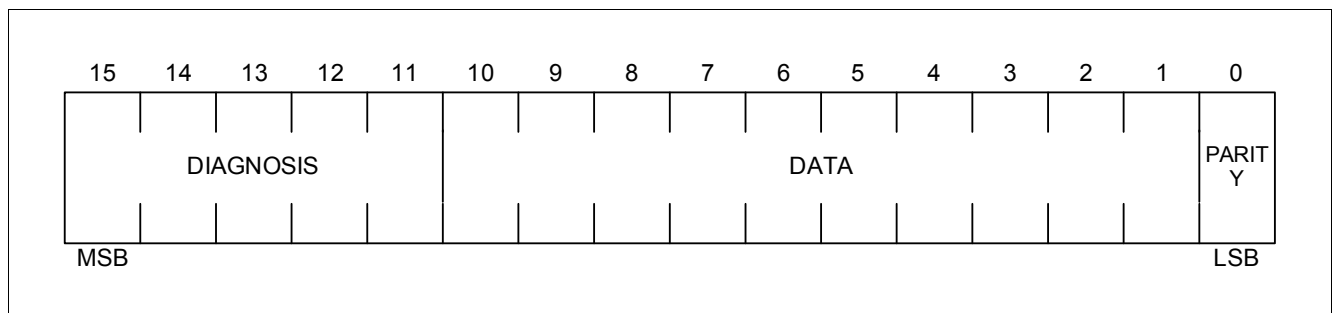 15 14 13 12 11 10 9 8 7 6 5 4 3 2 1 0
DIAGNOSIS DATA PARIT
Y
MSB LSB